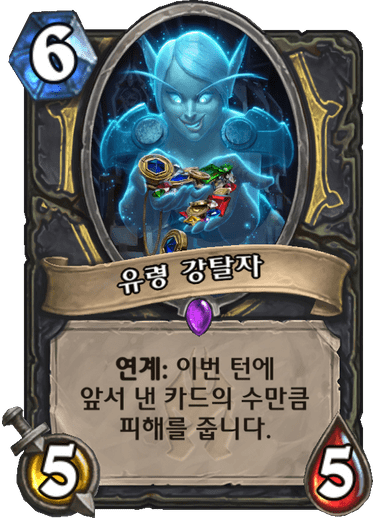 6
유령 강탈자
연계: 이번 턴에
앞서 낸 카드의 수만큼
피해를 줍니다.
5
5